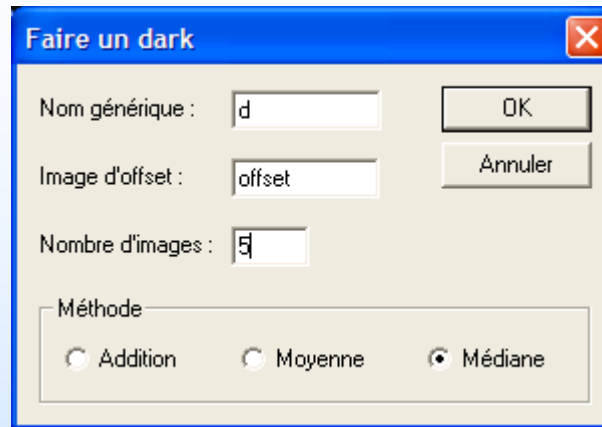 Faire un dark
Nom générique : d OK
Image d'offset : offset Annuler
Nombre d'images : 5
Méthode
Addition Moyenne Médiane